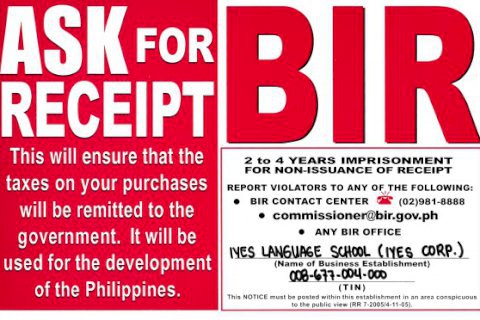 ASK FOR
RECEIPT
This will ensure that the
taxes on your purchases
will be remitted to the
government. It will be
used for the development
of the Philippines.
BIR
2 to 4 YEARS IMPRISONMENT
FOR NON-ISSUANCE OF RECEIPT
REPORT VIOLATORS TO ANY OF THE FOLLOWING:
• BIR CONTACT CENTER ☎ (02)981-8888
• commissioner@bir.gov.ph
• ANY BIR OFFICE
IYES LANGUAGE SCHOOL (IYES CORP.)
(Name of Business Establishment)
008-677-004-000
(TIN)
This NOTICE must be posted within this establishment in an area conspicuous
to the public view (RR 7-2005/4-11-05).